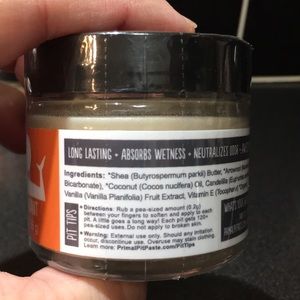 LONG LASTING • ABSORBS WETNESS • NEUTRALIZES ODOR •
Ingredients: *Shea (Butyrospermum parkii) Butter,
Bicarbonate), *Coconut (Cocos nucifera) Oil, Candelilla (Euphorbia
Vanilla (Vanilla Planifolia) Fruit Extract, Vitamin E (Tocopherol
PIT TIPS
• Directions: Rub a pea-sized amount (0.2g)
between your fingers to soften and apply to each
pit. A little goes a long way! Each pit gets 120+
pea-sized uses. Do not apply to broken skin.
• Warning: External use only. Should any irritation
occur, discontinue use. Overuse may stain clothing.
Learn more: PrimalPitPaste.com/PitTips